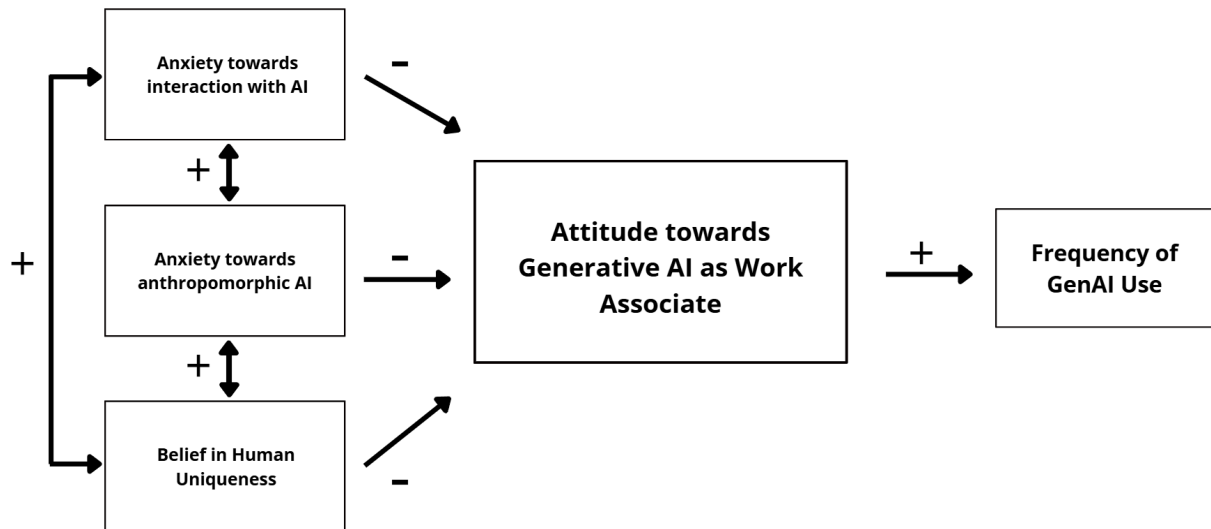 Anxiety towards
interaction with AI
-
+
Anxiety towards
anthropomorphic AI
-
+
+
Belief in Human
Uniqueness
-
Attitude towards
Generative AI as Work
Associate
+
Frequency of
GenAI Use